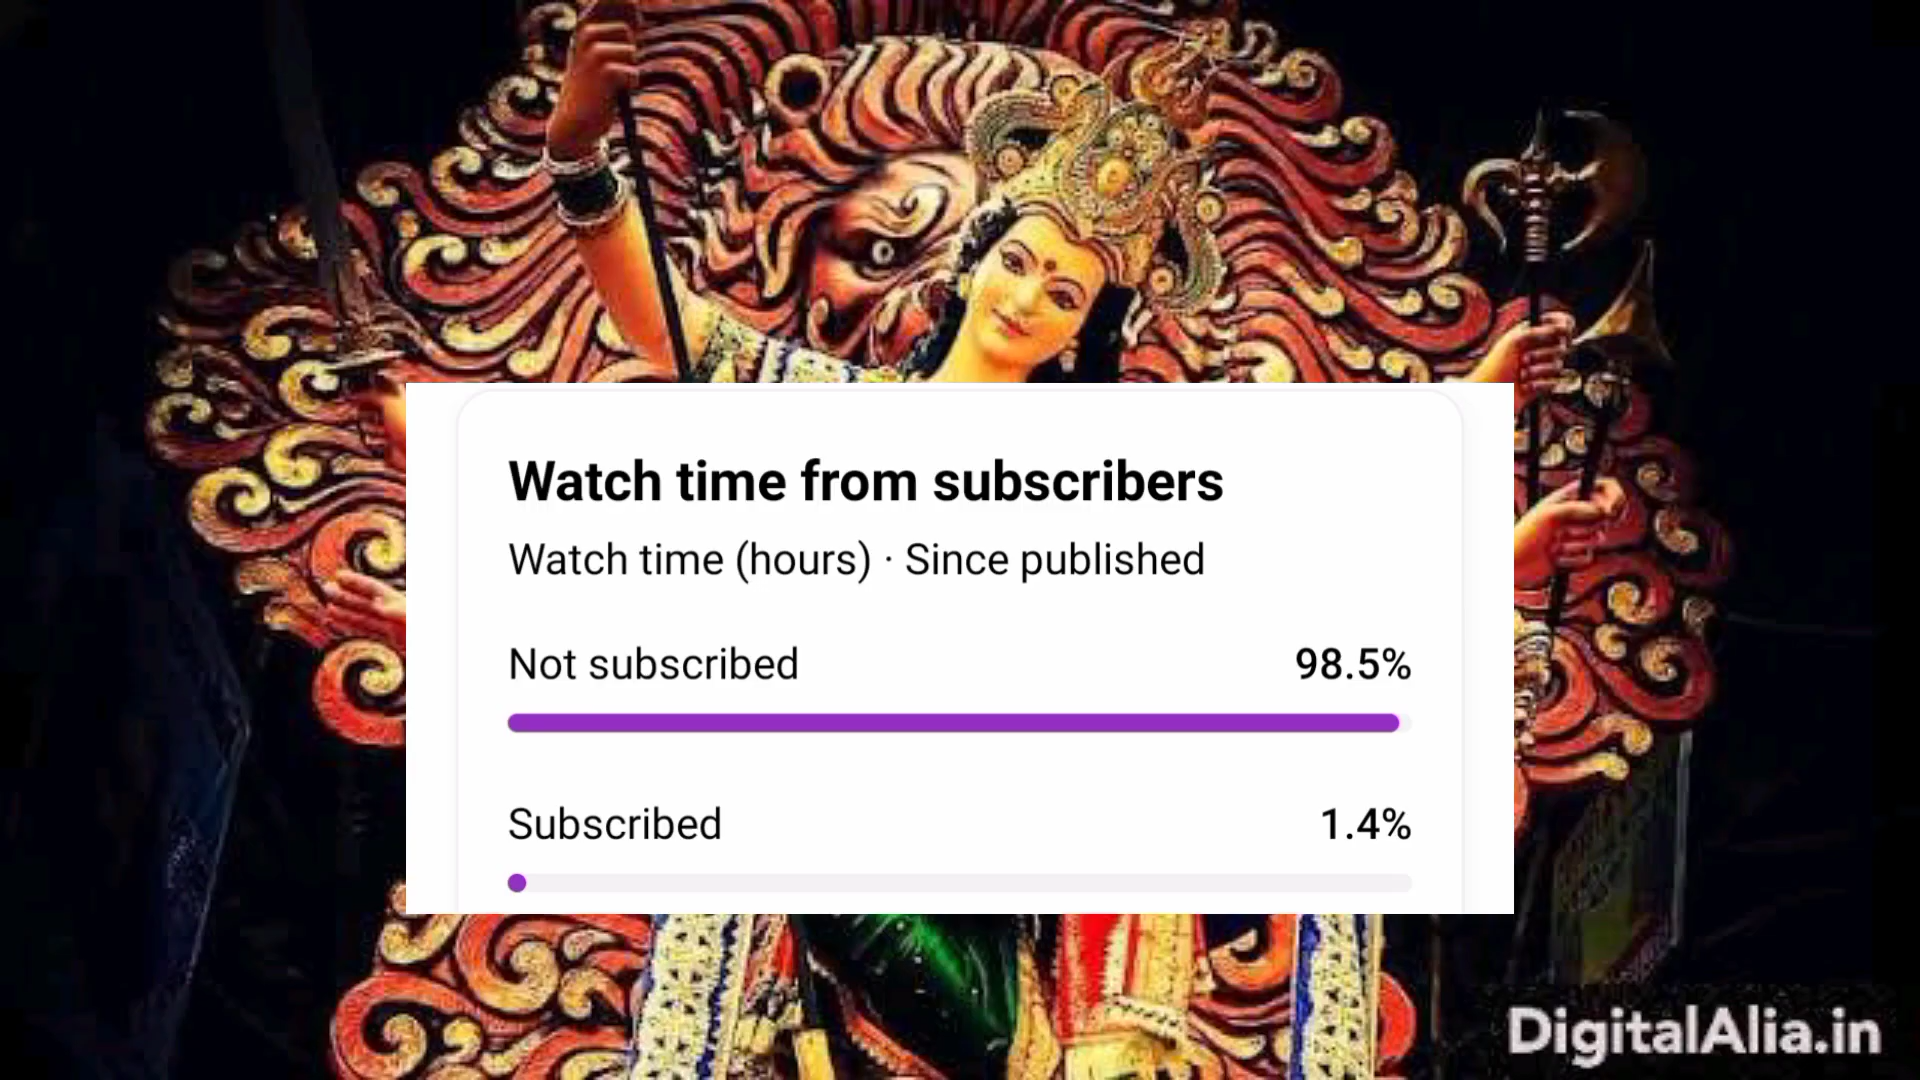 Watch time from subscribers
Watch time (hours) · Since published
Not subscribed 98.5%
Subscribed 1.4%
DigitalAlia.in